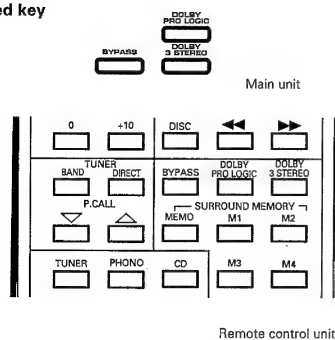 ed key
DOLBY
PRO LOGIC
BYPASS
DOLBY
3 STEREO
Main unit
0 +10 DISC
TUNER
BAND DIRECT BYPASS DOLBY PRO LOGIC DOLBY 3 STEREO
P.CALL
SURROUND MEMORY
MEMO M1 M2
TUNER PHONO CD M3 M4
Remote control unit